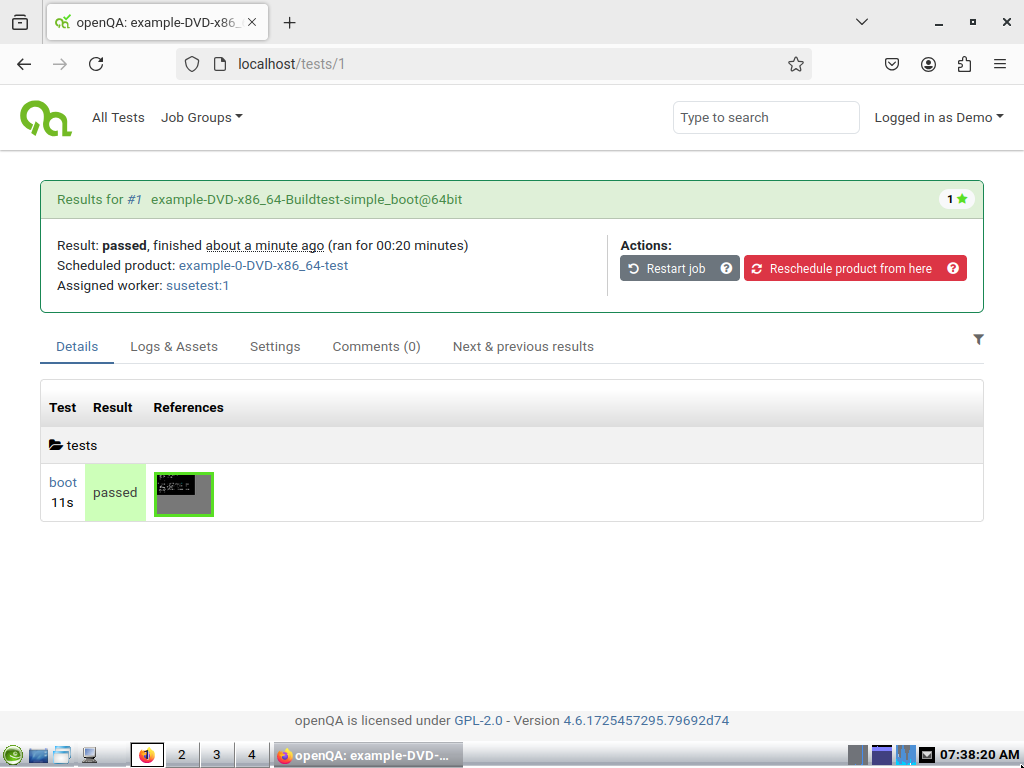 openQA: example-DVD-x86_
localhost/tests/1
All Tests
Job Groups
Type to search
Logged in as Demo
Results for #1 example-DVD-x86_64-Buildtest-simple_boot@64bit
1
Result: passed, finished about a minute ago (ran for 00:20 minutes)
Scheduled product: example-0-DVD-x86_64-test
Assigned worker: susetest:1
Actions:
Restart job
Reschedule product from here
Details
Logs & Assets
Settings
Comments (0)
Next & previous results
Test Result References
tests
boot
11s
passed
openQA is licensed under GPL-2.0 - Version 4.6.1725457295.79692d74
1
2
3
4
openQA: example-DVD-...
07:38:20 AM